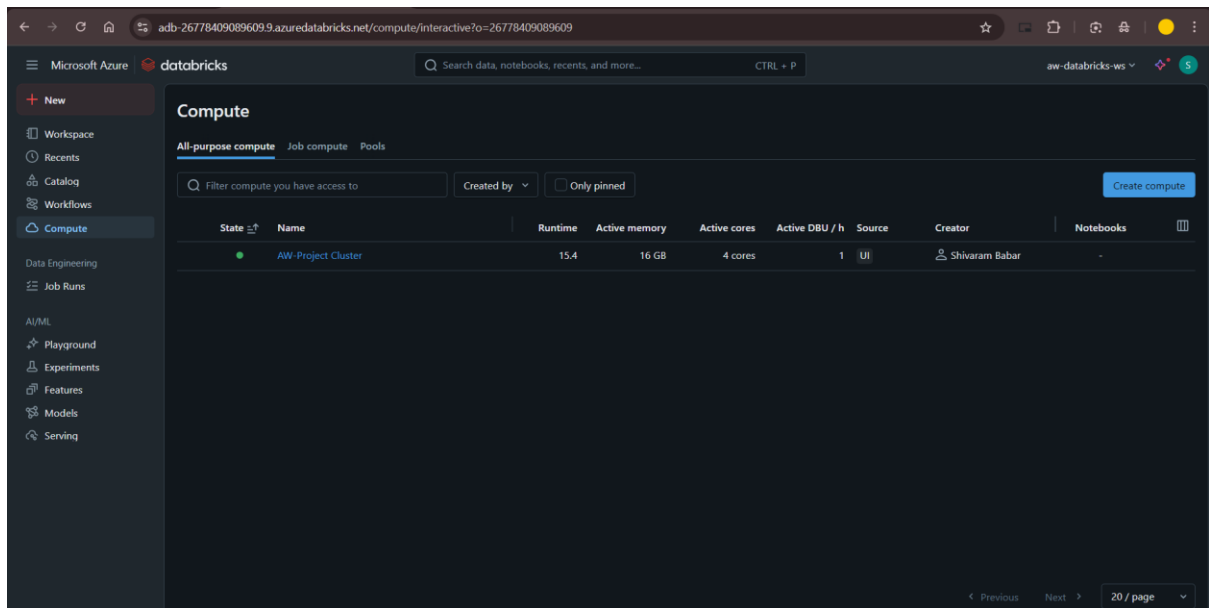 adb-26778409089609.9.azuredatabricks.net/compute/interactive?o=26778409089609
Microsoft Azure databricks Search data, notebooks, recents, and more... CTRL + P aw-databricks-ws S
New
Workspace
Recents
Catalog
Workflows
Compute
Data Engineering
Job Runs
AI/ML
Playground
Experiments
Features
Models
Serving
Compute
All-purpose compute Job compute Pools
Filter compute you have access to Created by Only pinned Create compute
State Name Runtime Active memory Active cores Active DBU / h Source Creator Notebooks
AW-Project Cluster 15.4 16 GB 4 cores 1 UI Shivaram Babar -
Previous Next 20 / page